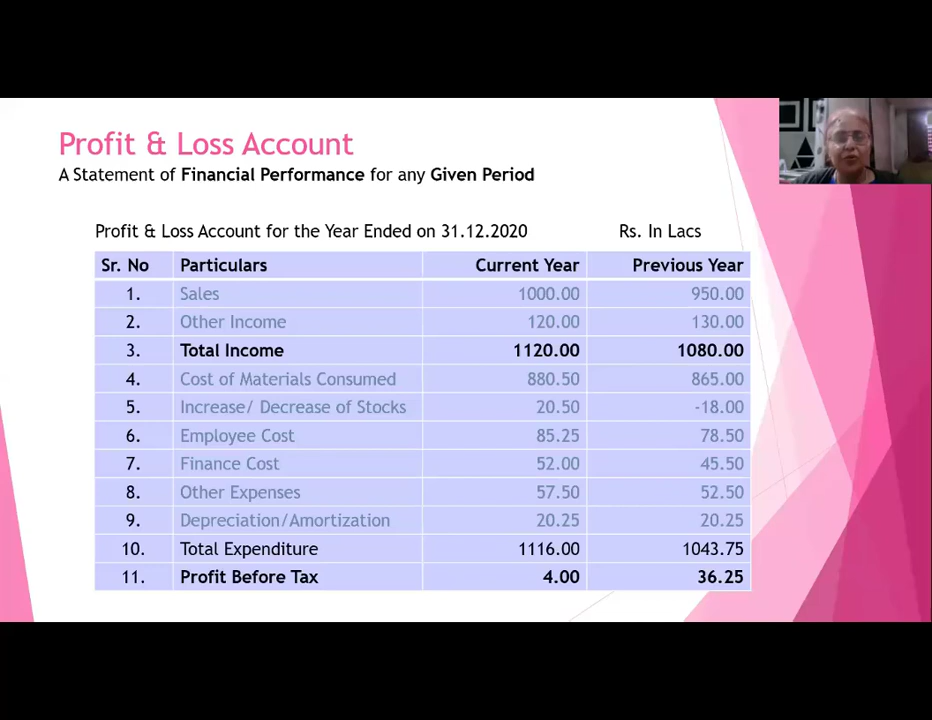 Profit & Loss Account
A Statement of Financial Performance for any Given Period
Profit & Loss Account for the Year Ended on 31.12.2020 Rs. In Lacs
Sr. No Particulars Current Year Previous Year
1. Sales 1000.00 950.00
2. Other Income 120.00 130.00
3. Total Income 1120.00 1080.00
4. Cost of Materials Consumed 880.50 865.00
5. Increase/ Decrease of Stocks 20.50 -18.00
6. Employee Cost 85.25 78.50
7. Finance Cost 52.00 45.50
8. Other Expenses 57.50 52.50
9. Depreciation/Amortization 20.25 20.25
10. Total Expenditure 1116.00 1043.75
11. Profit Before Tax 4.00 36.25